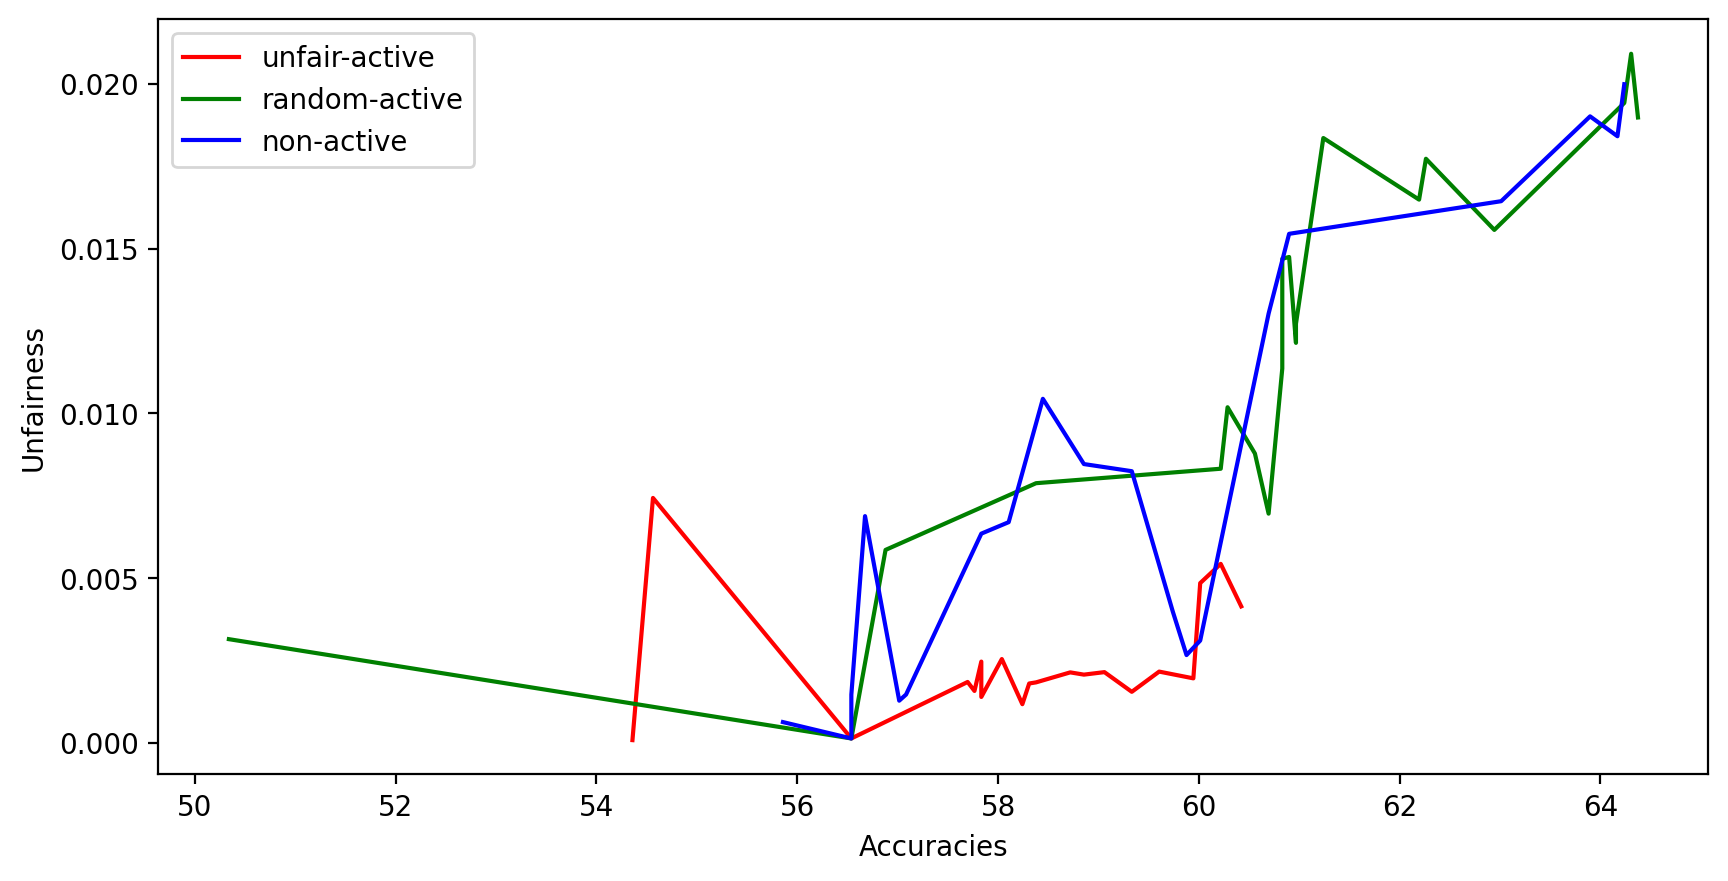 unfair-active
random-active
non-active
0.020
0.015
0.010
0.005
0.000
Unfairness
50 52 54 56 58 60 62 64
Accuracies